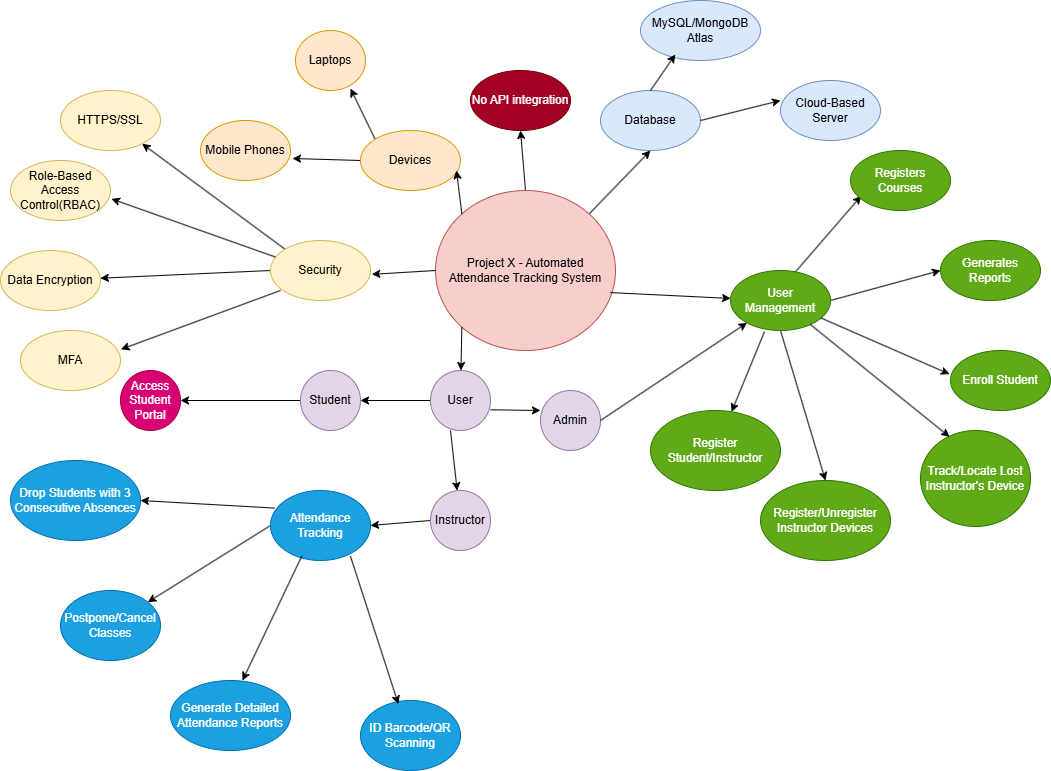 MySQL/MongoDB
Atlas
Laptops
No API integration
Cloud-Based
Server
HTTPS/SSL
Database
Mobile Phones
Devices
Role-Based
Access
Control(RBAC)
Registers
Courses
Project X - Automated
Attendance Tracking System
Security
Data Encryption
Generates
Reports
User
Management
MFA
Enroll Student
Access
Student
Portal
Student
User
Admin
Register
Student/Instructor
Track/Locate Lost
Instructor's Device
Drop Students with 3
Consecutive Absences
Attendance
Tracking
Instructor
Register/Unregister
Instructor Devices
Postpone/Cancel
Classes
Generate Detailed
Attendance Reports
ID Barcode/QR
Scanning